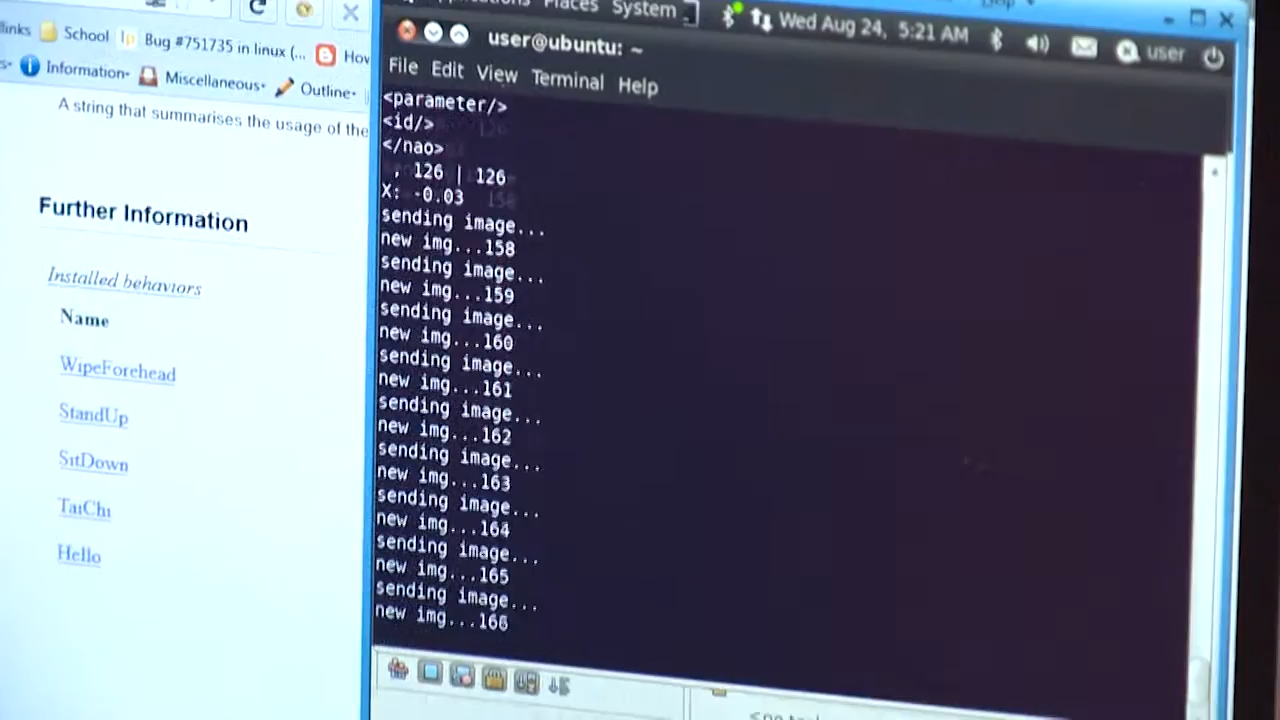 links School Bug #751735 in linux (... How
Information Miscellaneous Outline
A string that summarises the usage of the
Further Information
Installed behaviors
Name
WipeForehead
StandUp
SitDown
TaiChi
Hello
Places System Wed Aug 24, 5:21 AM user
user@ubuntu: ~
File Edit View Terminal Help
<parameter/>
<id/>
</nao>
, 126 | 126
X: -0.03
sending image...
new img...158
sending image...
new img...159
sending image...
new img...160
sending image...
new img...161
sending image...
new img...162
sending image...
new img...163
sending image...
new img...164
sending image...
new img...165
sending image...
new img...166